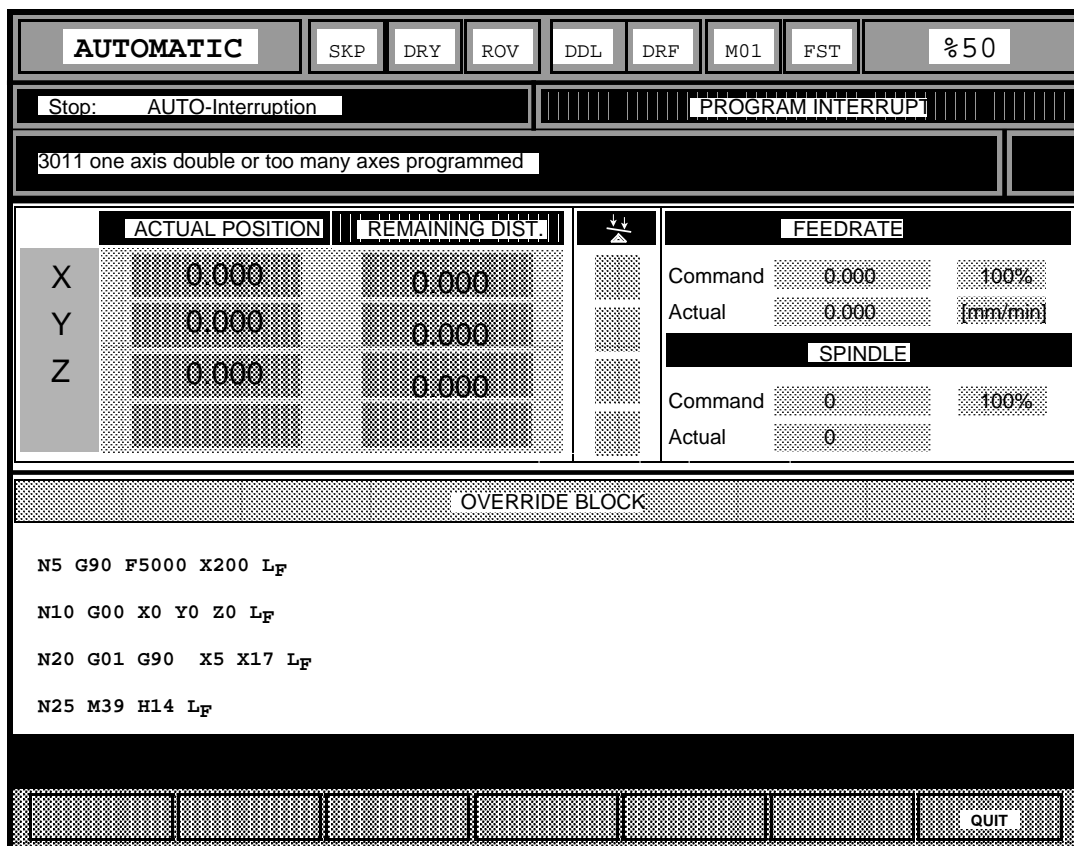 AUTOMATIC SKP DRY ROV DDL DRF M01 FST %50
Stop: AUTO-Interruption PROGRAM INTERRUPT
3011 one axis double or too many axes programmed
ACTUAL POSITION REMAINING DIST. FEEDRATE
X 0.000 0.000 Command 0.000 100%
Y 0.000 0.000 Actual 0.000 [mm/min]
SPINDLE
Z 0.000 0.000 Command 0 100%
Actual 0
OVERRIDE BLOCK
N5 G90 F5000 X200 LF
N10 G00 X0 Y0 Z0 LF
N20 G01 G90 X5 X17 LF
N25 M39 H14 LF
QUIT